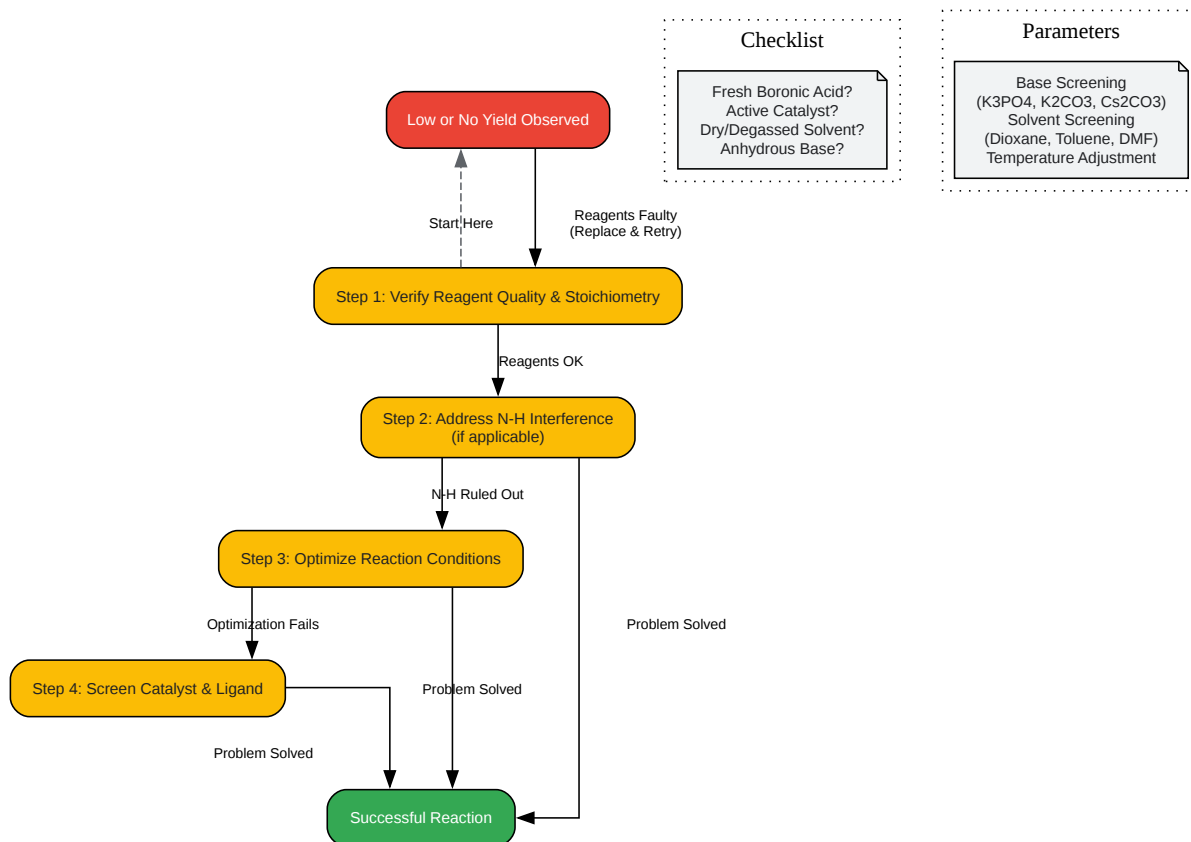 Checklist
Fresh Boronic Acid?
Active Catalyst?
Dry/Degassed Solvent?
Anhydrous Base?
Parameters
Base Screening
(K3PO4, K2CO3, Cs2CO3)
Solvent Screening
(Dioxane, Toluene, DMF)
Temperature Adjustment
Low or No Yield Observed
Start Here
Reagents Faulty
(Replace & Retry)
Step 1: Verify Reagent Quality & Stoichiometry
Reagents OK
Step 2: Address N-H Interference
(if applicable)
N-H Ruled Out
Step 3: Optimize Reaction Conditions
Optimization Fails
Problem Solved
Step 4: Screen Catalyst & Ligand
Problem Solved
Problem Solved
Successful Reaction